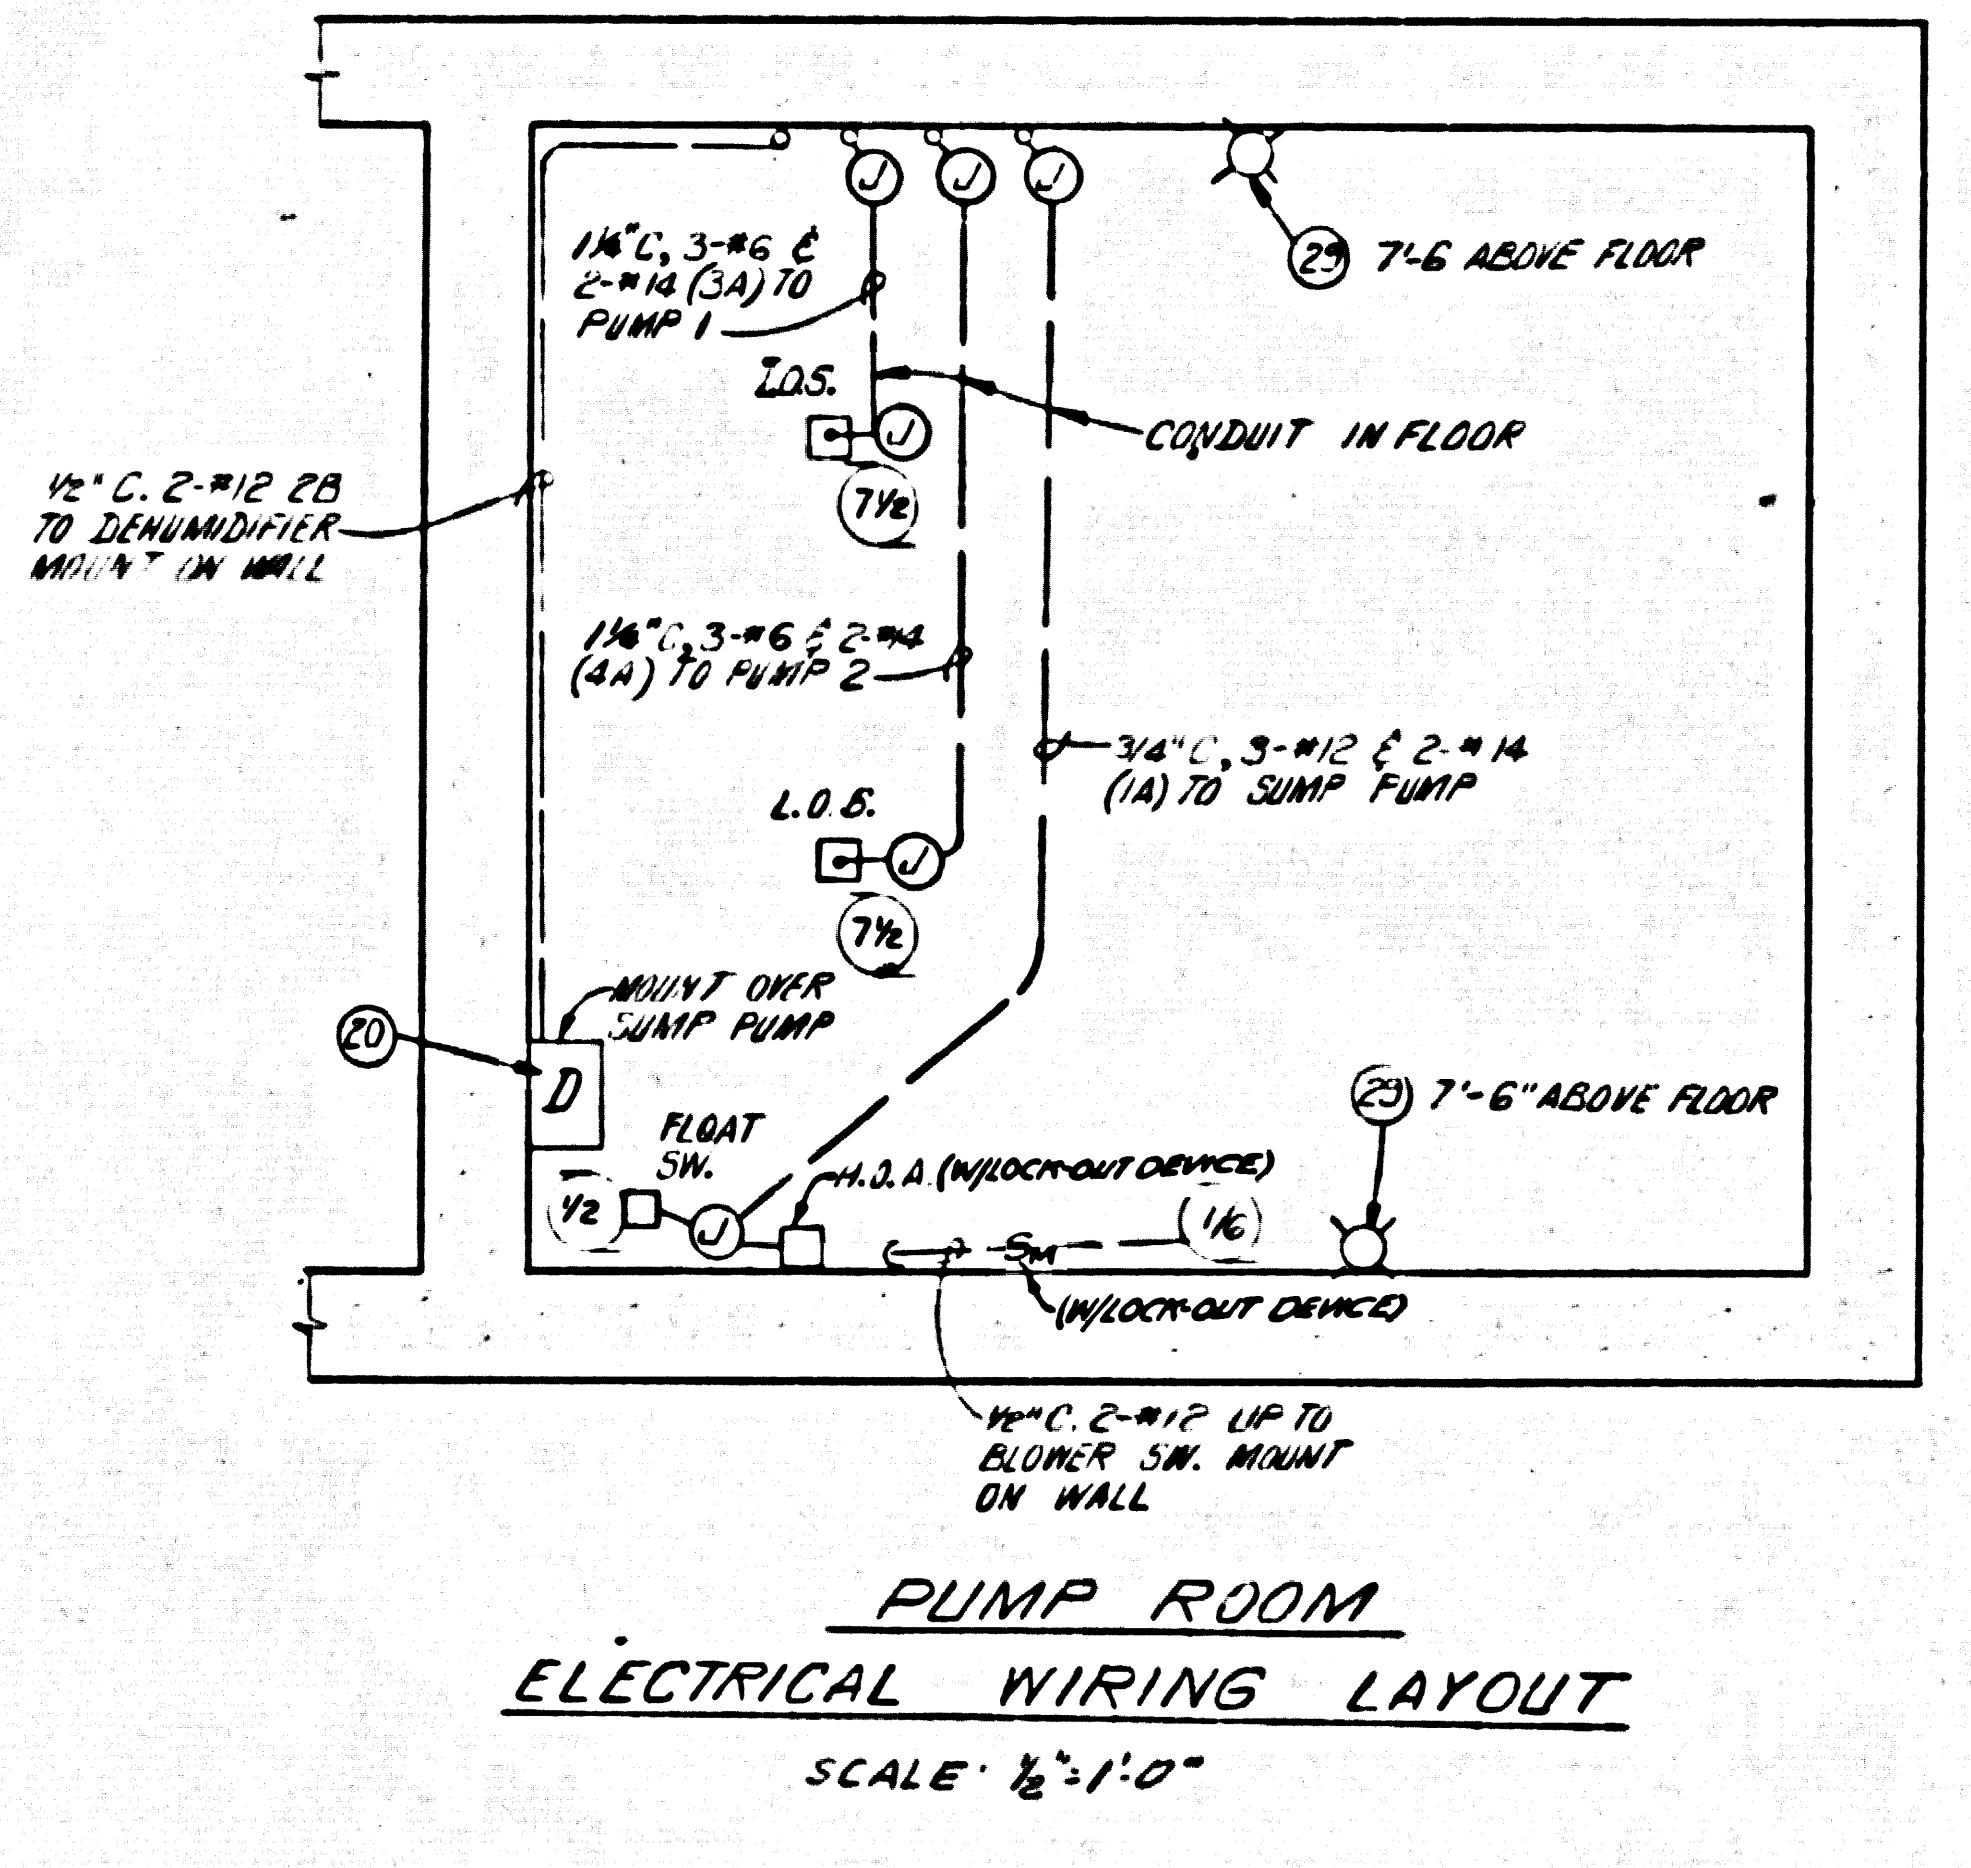 J
J
J
1¼" C, 3-#6 &
2-#14 (3A) TO
PUMP 1
29
7'-6 ABOVE FLOOR
L.O.S.
J
7½
CONDUIT IN FLOOR
½" C. 2-#12 2B
TO DEHUMIDIFIER
MOUNT ON WALL
1¼" C, 3-#6 & 2-#14
(4A) TO PUMP 2
3/4" C, 3-#12 & 2-#14
(1A) TO SUMP PUMP
L.O.S.
J
7½
MOUNT OVER
SUMP PUMP
20
D
29
7'-6" ABOVE FLOOR
FLOAT
SW.
H.O.A. (W/LOCK-OUT DEVICE)
½
J
SM
1/6
(W/LOCK-OUT DEVICE)
½" C. 2-#12 UP TO
BLOWER SW. MOUNT
ON WALL
PUMP ROOM
ELECTRICAL WIRING LAYOUT
SCALE · ½"=1'-0"